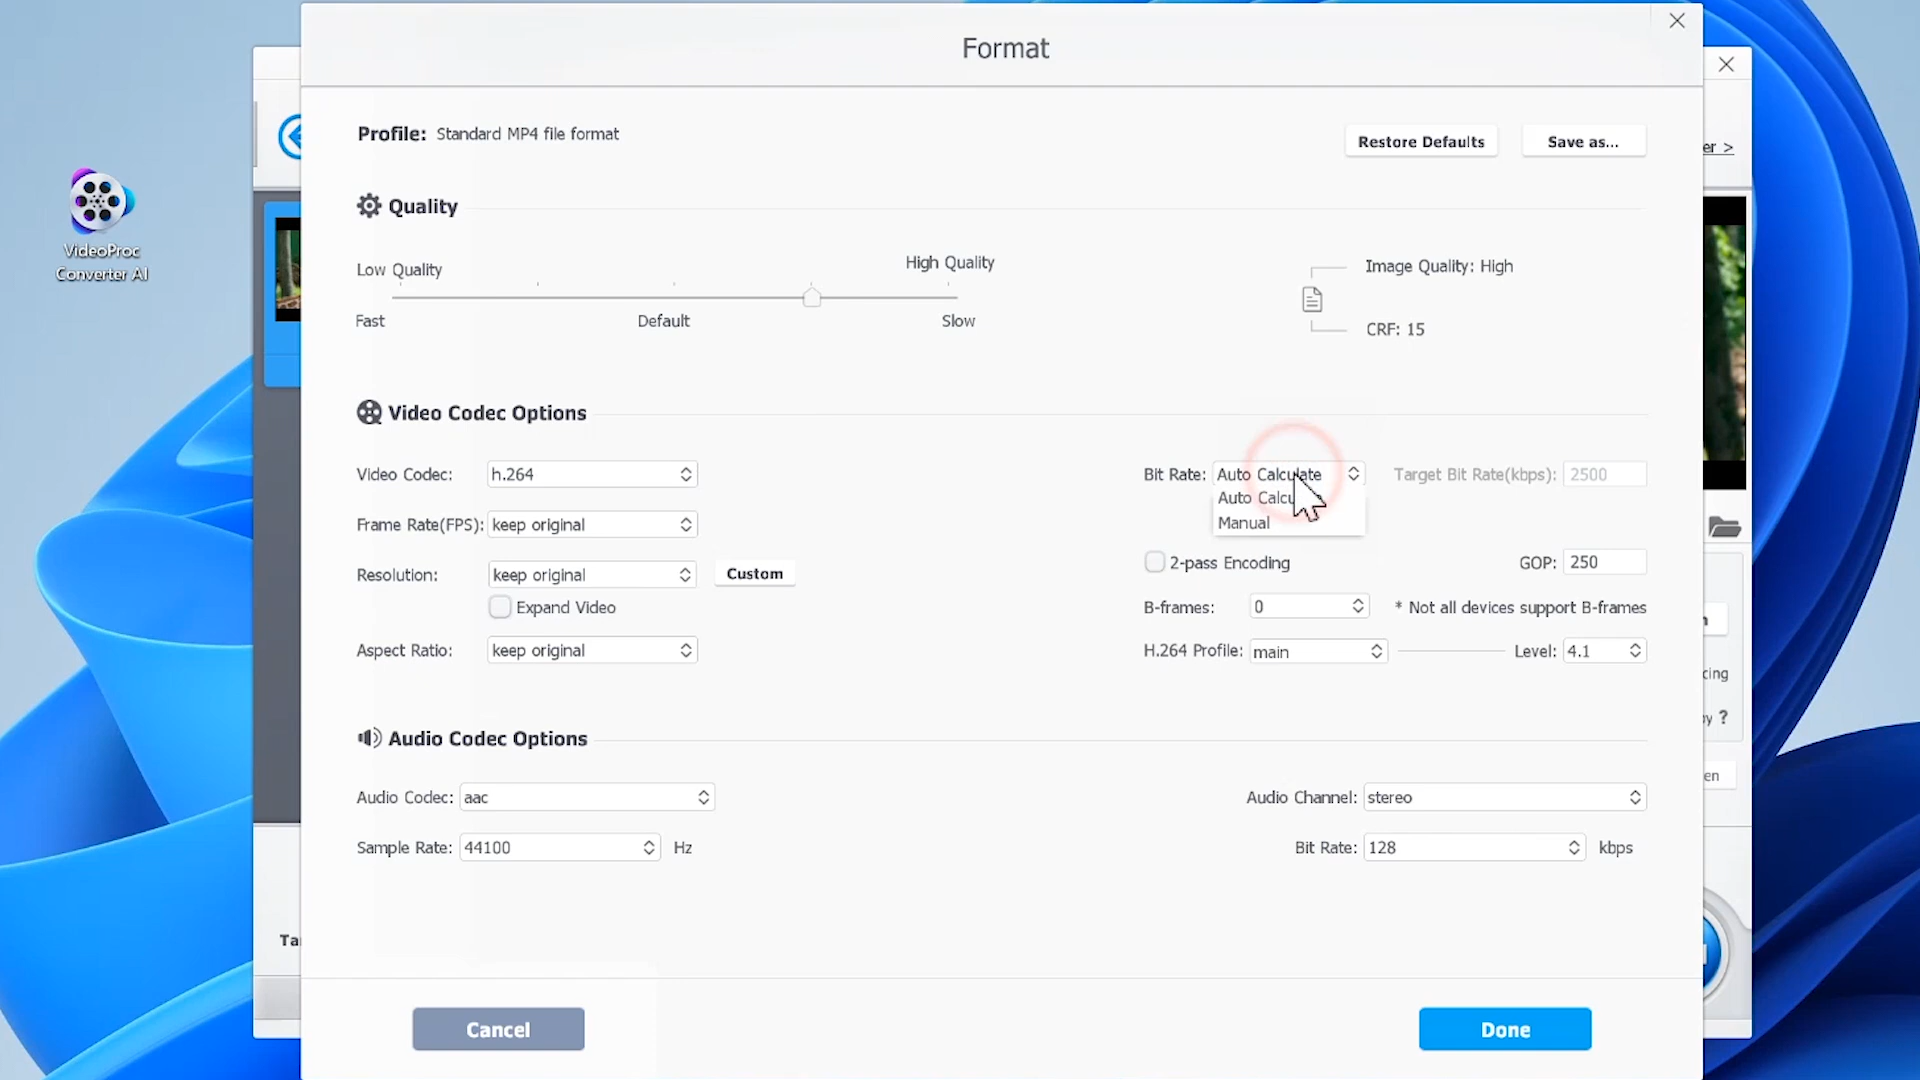 Format
Profile: Standard MP4 file format
Restore Defaults
Save as...
er >
VideoProc
Converter AI
Quality
Low Quality
High Quality
Fast
Default
Slow
Image Quality: High
CRF: 15
Video Codec Options
Video Codec: h.264
Bit Rate: Auto Calculate
Target Bit Rate(kbps): 2500
Auto Calcu
Manual
Frame Rate(FPS): keep original
Resolution: keep original
Custom
Expand Video
Aspect Ratio: keep original
2-pass Encoding
GOP: 250
B-frames: 0
* Not all devices support B-frames
H.264 Profile: main
Level: 4.1
cing
?
en
Audio Codec Options
Audio Codec: aac
Audio Channel: stereo
Sample Rate: 44100 Hz
Bit Rate: 128 kbps
Ta
Cancel
Done